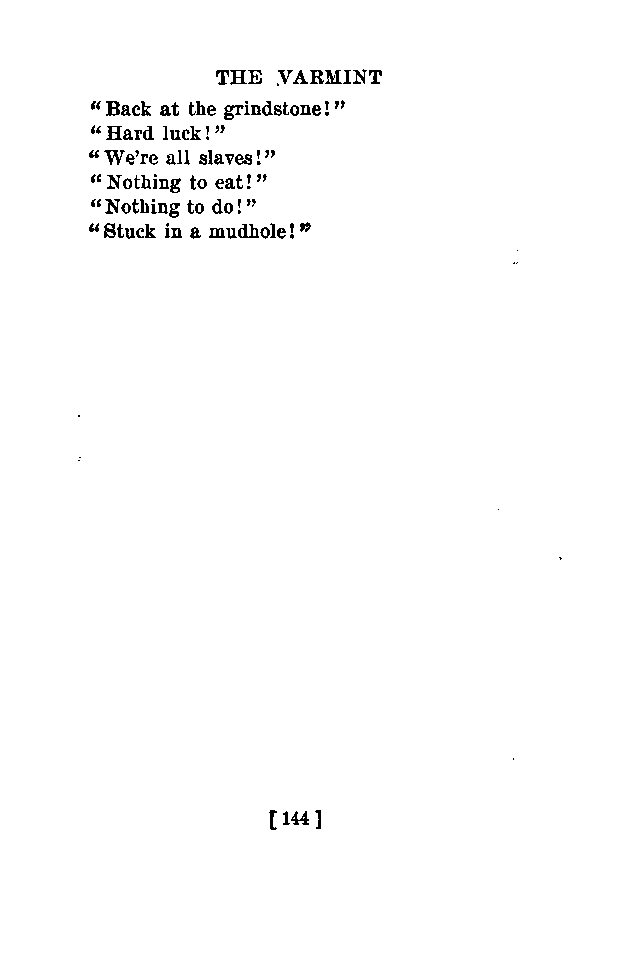 THE VARMINT
"Back at the grindstone!"
"Hard luck!"
"We're all slaves!"
"Nothing to eat!"
"Nothing to do!"
"Stuck in a mudhole!"
[144]